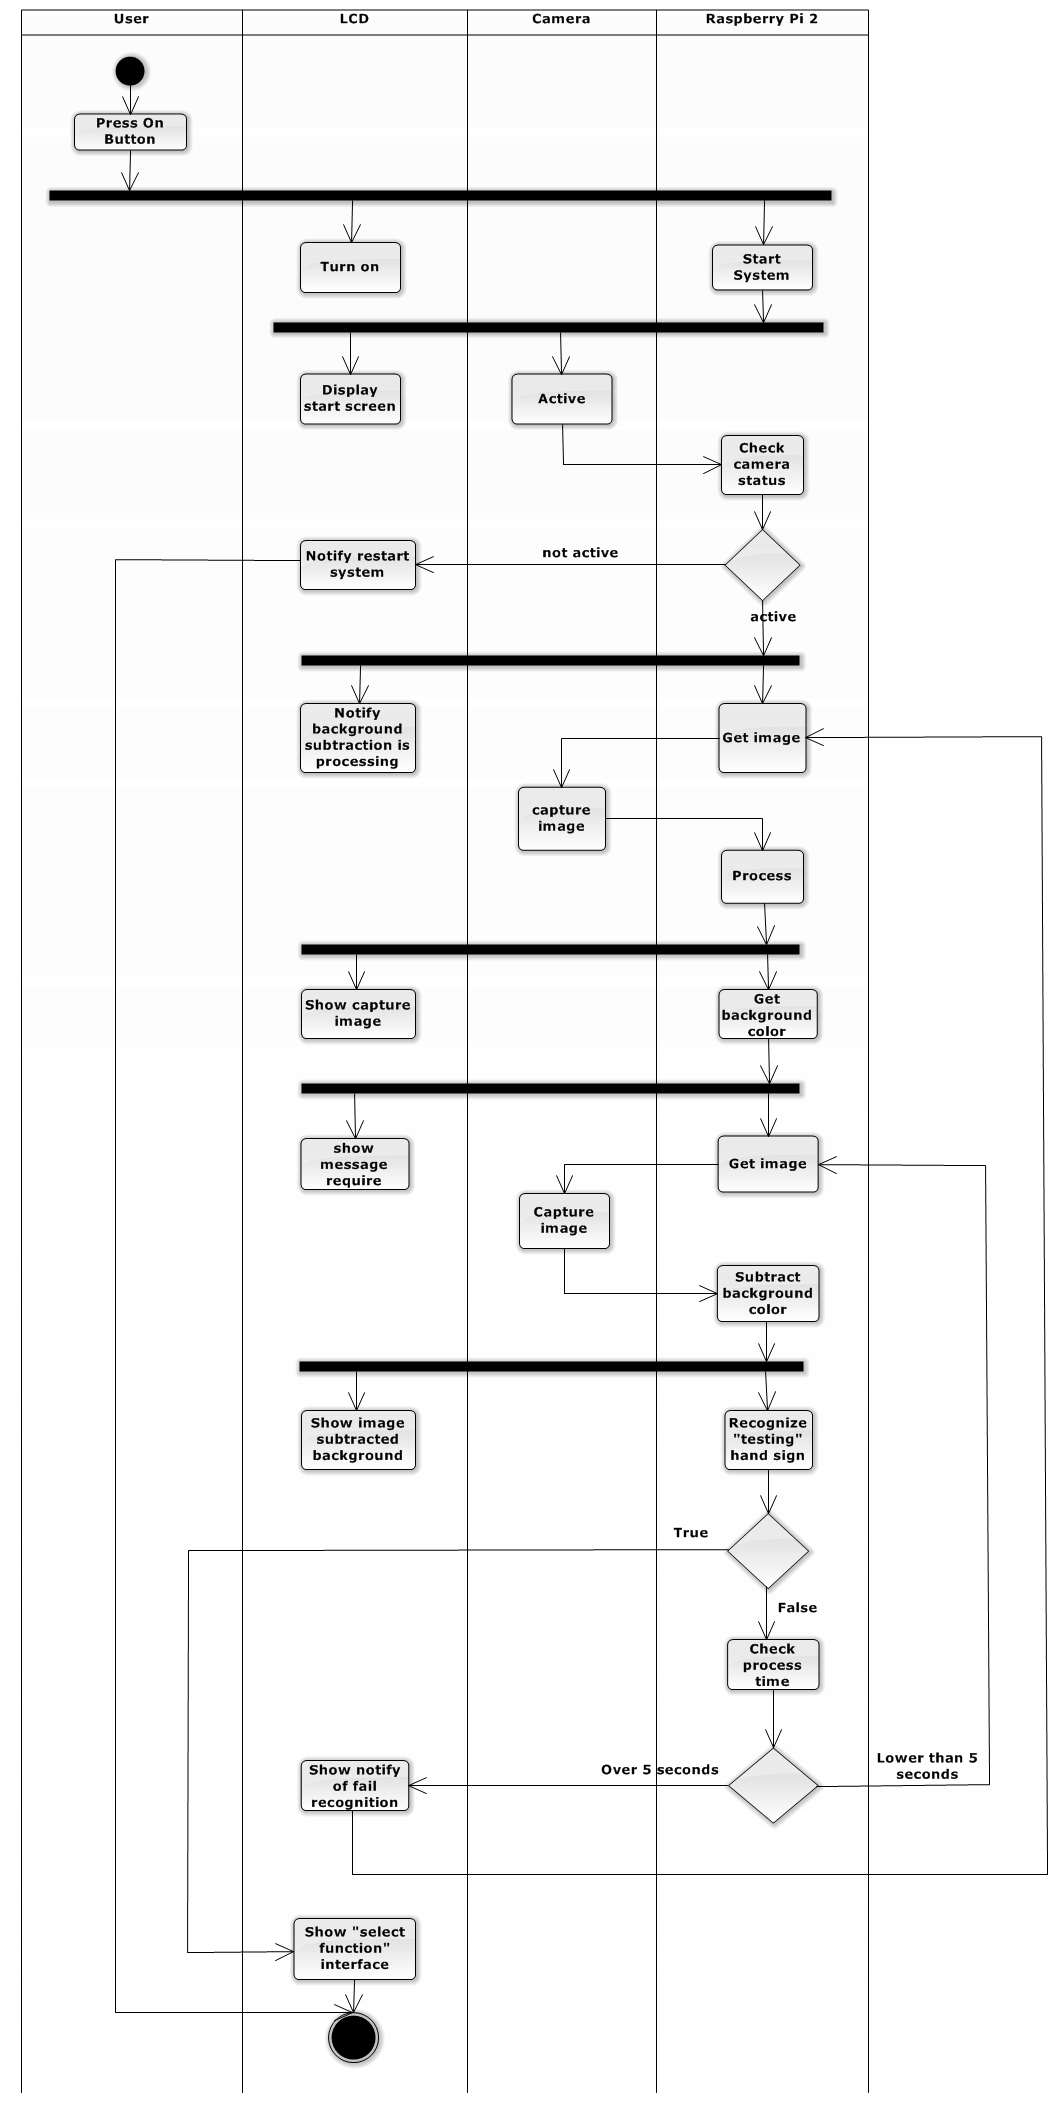 User
LCD
Camera
Raspberry Pi 2
Press On
Button
Turn on
Start
System
Display
start screen
Active
Check
camera
status
not active
Notify restart
system
active
Notify
background
subtraction is
processing
Get image
capture
image
Process
Show capture
image
Get
background
color
show
message
require
Get image
Capture
image
Subtract
background
color
Show image
subtracted
background
Recognize
"testing"
hand sign
True
False
Check
process
time
Over 5 seconds
Lower than 5
seconds
Show notify
of fail
recognition
Show "select
function"
interface